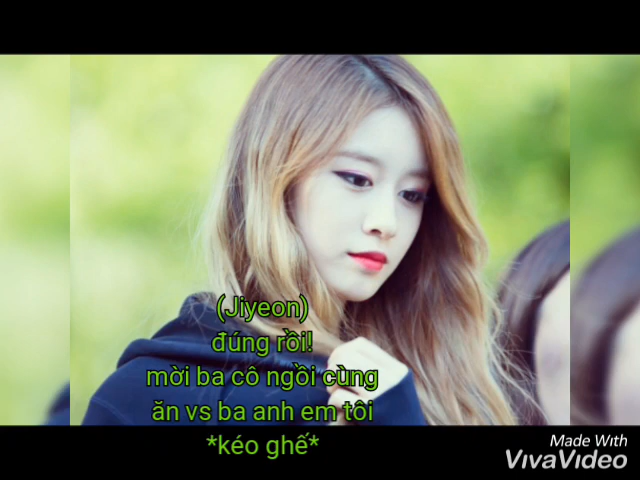 (Jiyeon)
đúng rồi!
mời ba cô ngồi cùng
ăn vs ba anh em tôi
*kéo ghế*
Made With
VivaVideo